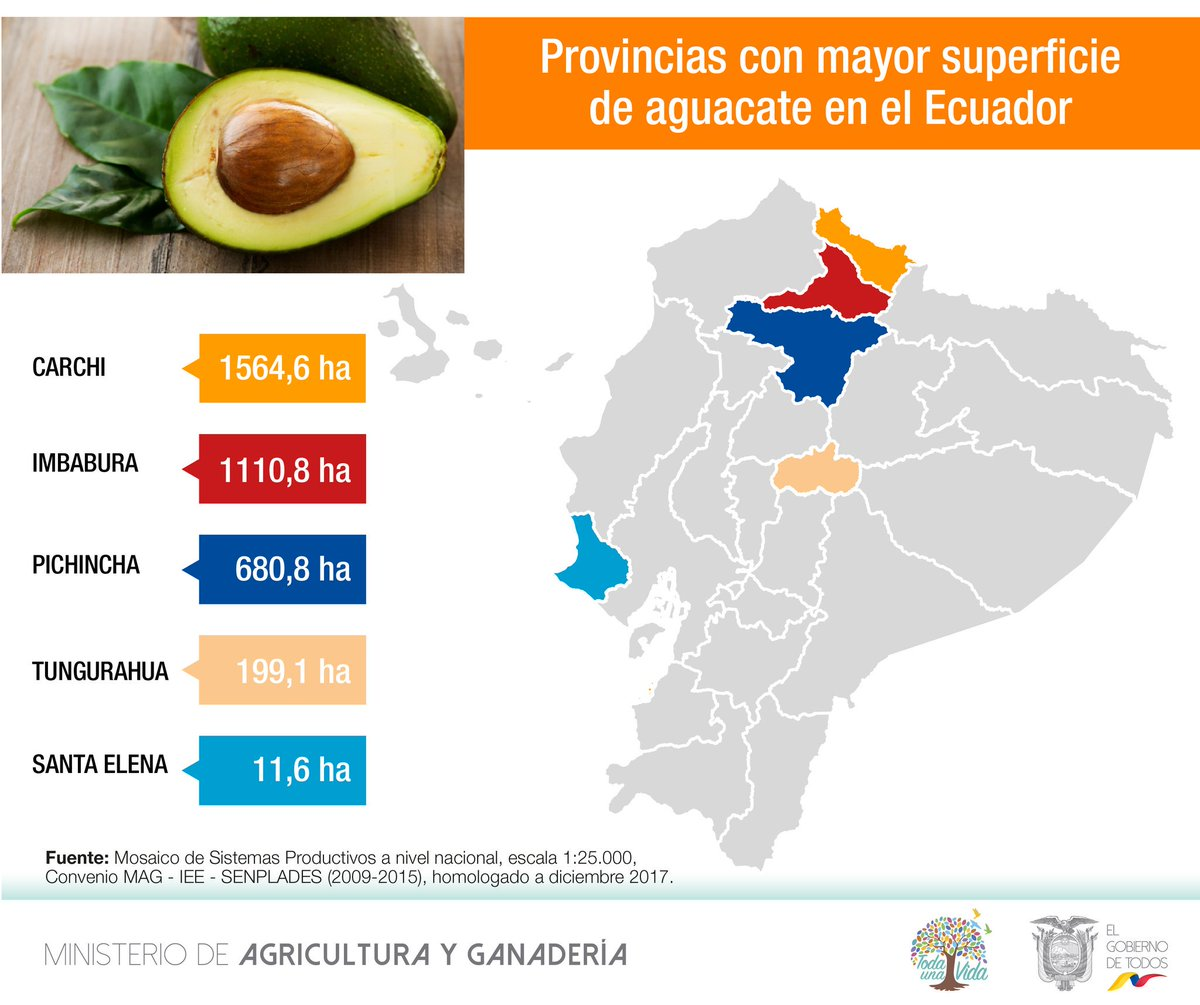 Provincias con mayor superficie
de aguacate en el Ecuador
CARCHI
1564,6 ha
IMBABURA
1110,8 ha
PICHINCHA
680,8 ha
TUNGURAHUA
199,1 ha
SANTA ELENA
11,6 ha
Fuente: Mosaico de Sistemas Productivos a nivel nacional, escala 1:25.000,
Convenio MAG - IEE - SENPLADES (2009-2015), homologado a diciembre 2017.
MINISTERIO DE AGRICULTURA Y GANADERÍA
Toda
una Vida
EL
GOBIERNO
DE TODOS